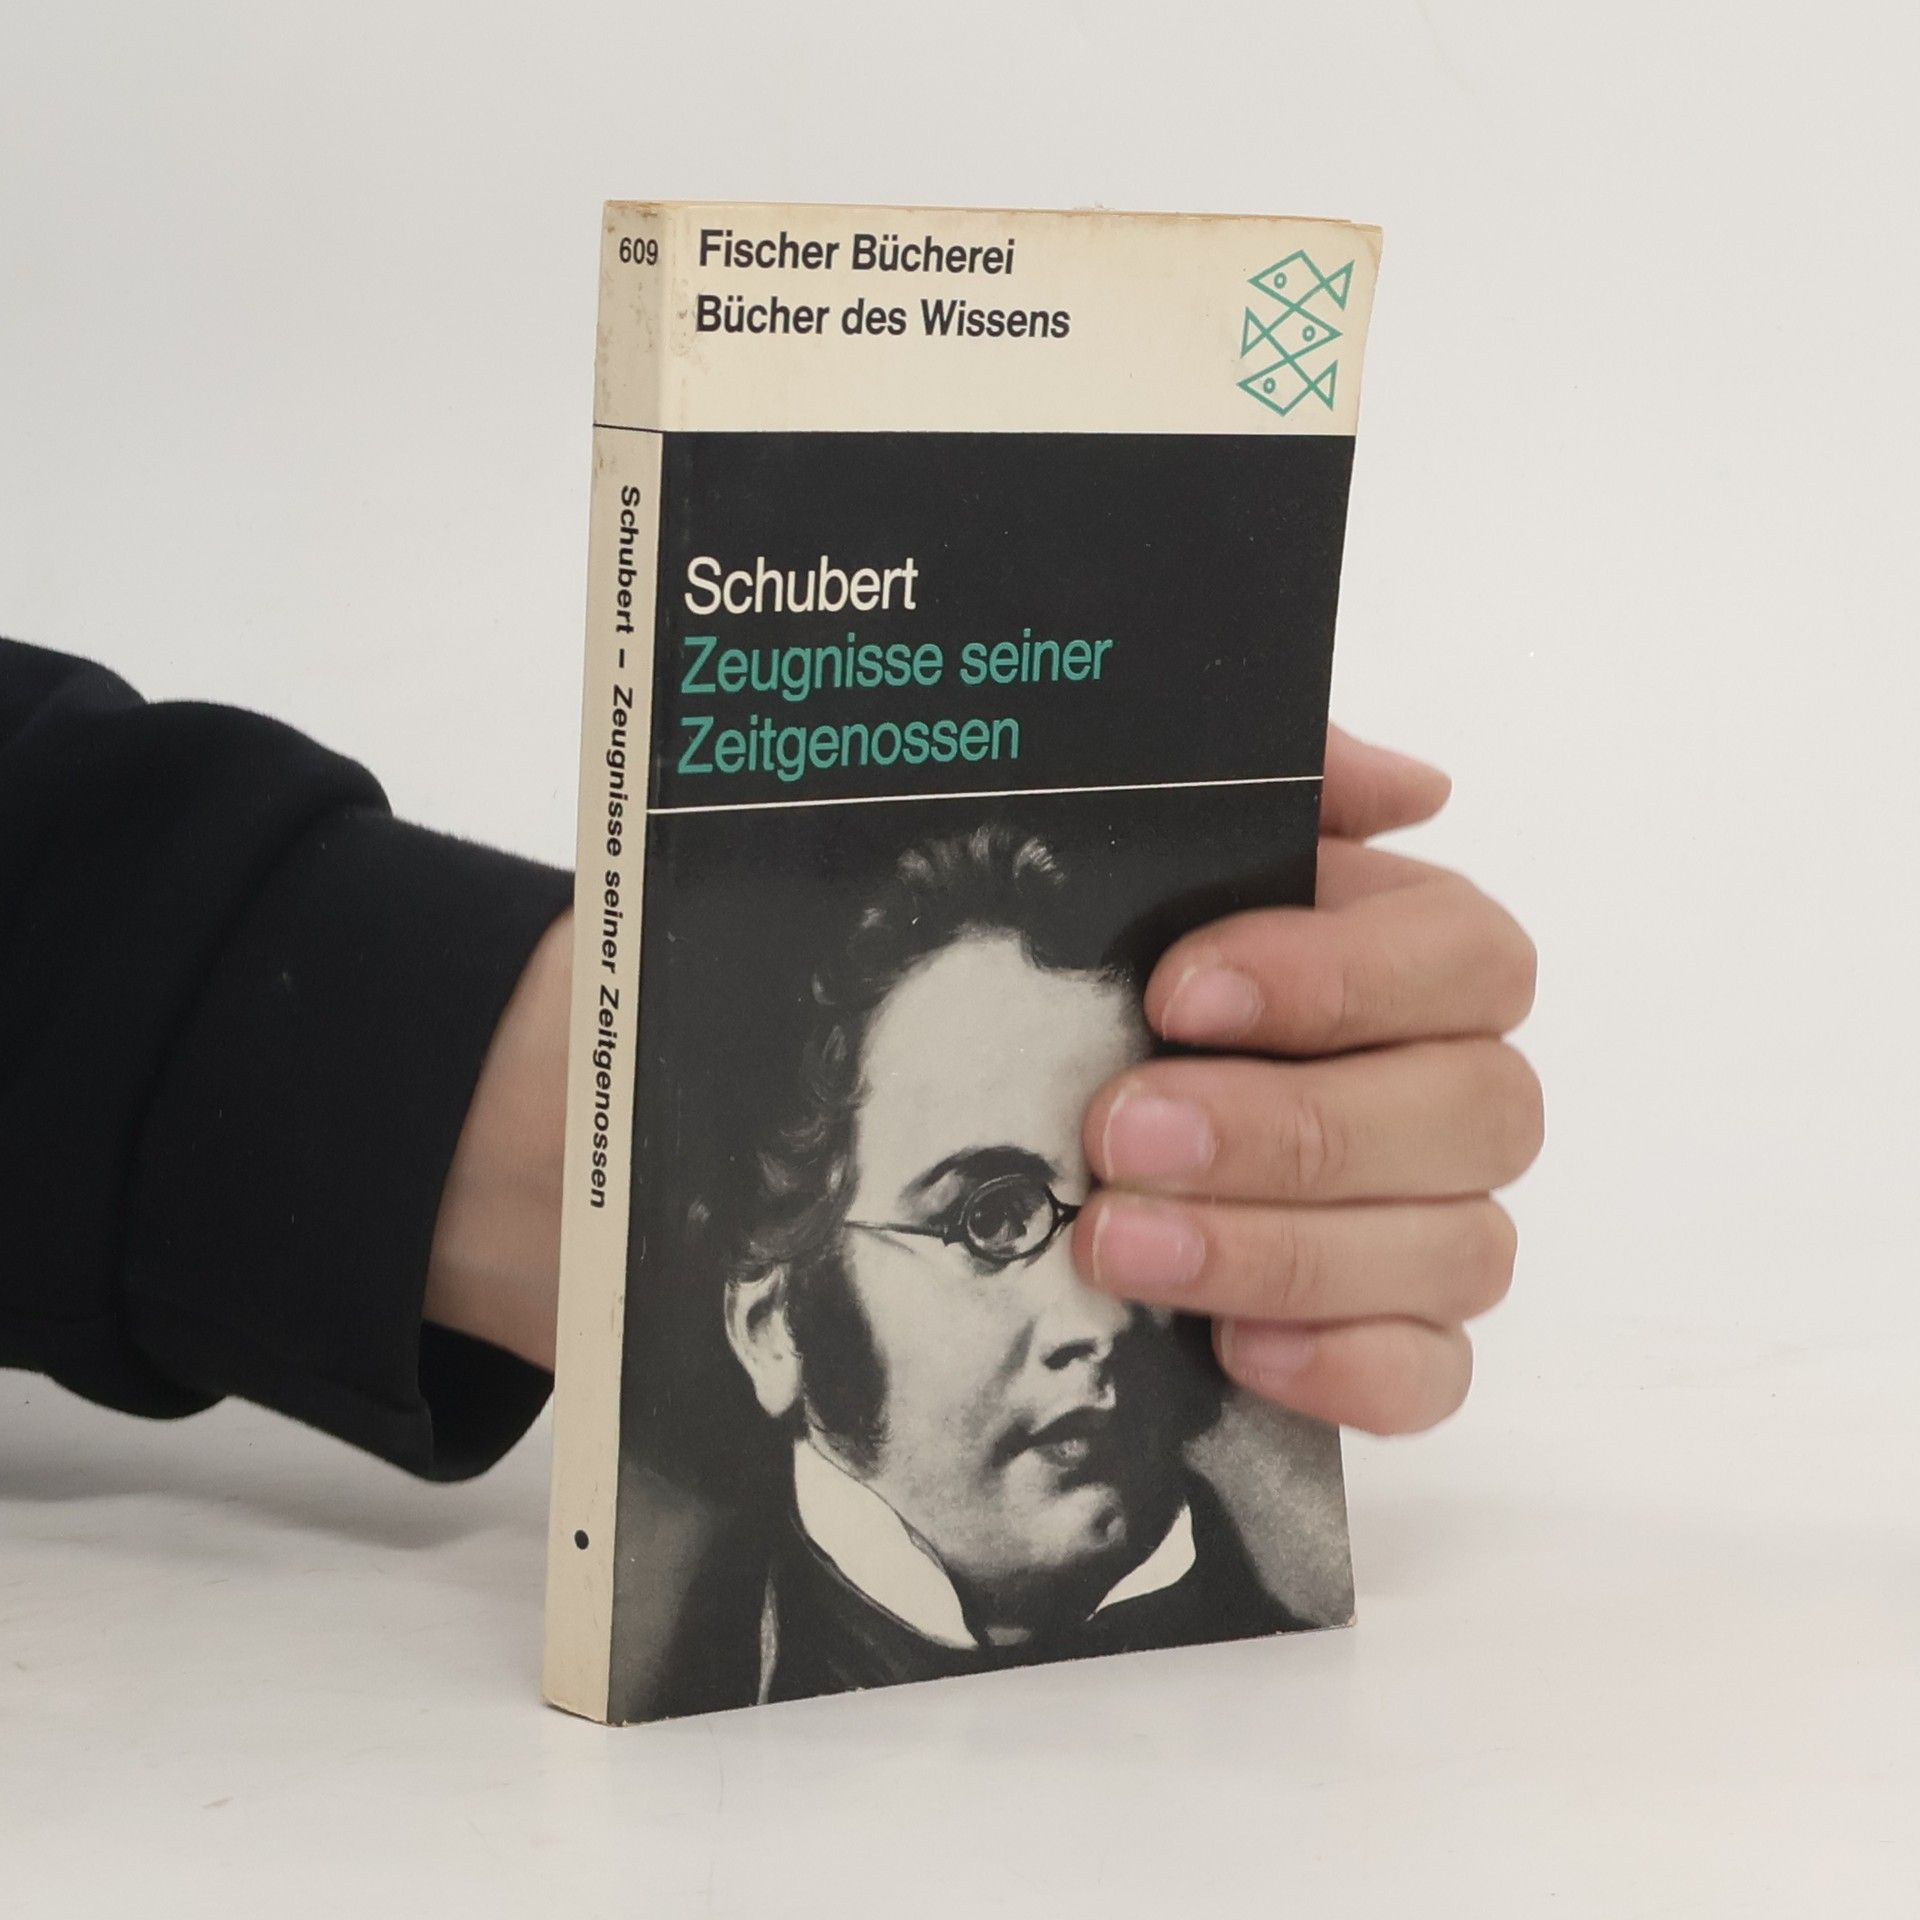 609
Fischer Bücherei
Bücher des Wissens
Schubert
Zeugnisse seiner
Zeitgenossen
Schubert – Zeugnisse seiner Zeitgenossen